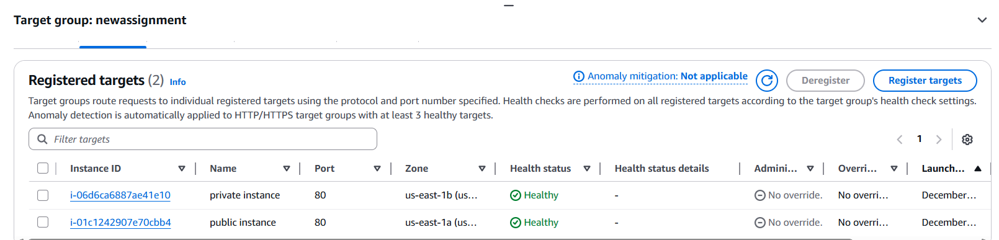 Target group: newassignment
Registered targets (2) Info
Anomaly mitigation: Not applicable
Deregister
Register targets
Target groups route requests to individual registered targets using the protocol and port number specified. Health checks are performed on all registered targets according to the target group's health check settings.
Anomaly detection is automatically applied to HTTP/HTTPS target groups with at least 3 healthy targets.
Filter targets
1
Instance ID Name Port Zone Health status Health status details Admini... Overri... Launch...
i-06d6ca6887ae41e10 private instance 80 us-east-1b (us... Healthy - No override. No overri... December...
i-01c1242907e70cbb4 public instance 80 us-east-1a (us... Healthy - No override. No overri... December...